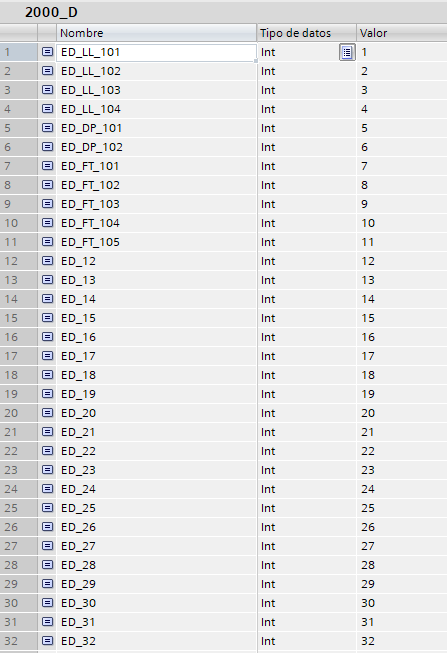 2000_D
Nombre Tipo de datos Valor
1 ED_LL_101 Int 1
2 ED_LL_102 Int 2
3 ED_LL_103 Int 3
4 ED_LL_104 Int 4
5 ED_DP_101 Int 5
6 ED_DP_102 Int 6
7 ED_FT_101 Int 7
8 ED_FT_102 Int 8
9 ED_FT_103 Int 9
10 ED_FT_104 Int 10
11 ED_FT_105 Int 11
12 ED_12 Int 12
13 ED_13 Int 13
14 ED_14 Int 14
15 ED_15 Int 15
16 ED_16 Int 16
17 ED_17 Int 17
18 ED_18 Int 18
19 ED_19 Int 19
20 ED_20 Int 20
21 ED_21 Int 21
22 ED_22 Int 22
23 ED_23 Int 23
24 ED_24 Int 24
25 ED_25 Int 25
26 ED_26 Int 26
27 ED_27 Int 27
28 ED_28 Int 28
29 ED_29 Int 29
30 ED_30 Int 30
31 ED_31 Int 31
32 ED_32 Int 32